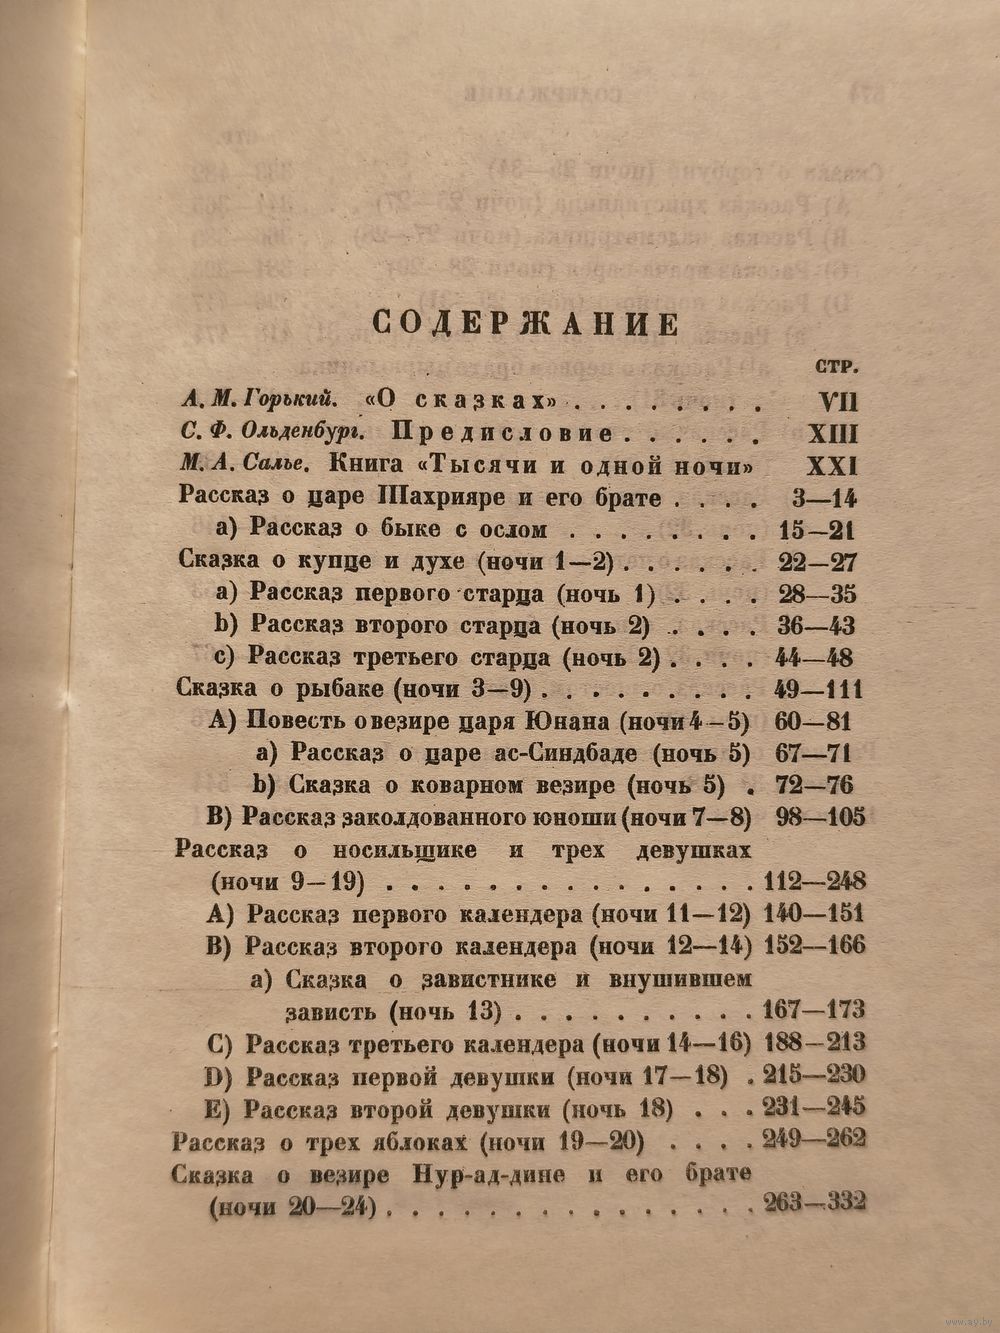 СОДЕРЖАНИЕ
СТР.
А. М. Горький. «О сказках» . . . . . . . . VII
С. Ф. Ольденбург. Предисловие . . . . . . XIII
М. А. Салье. Книга «Тысячи и одной ночи» XXI
Рассказ о царе Шахрияре и его брате . . . . 3—14
а) Рассказ о быке с ослом . . . . . . . . 15—21
Сказка о купце и духе (ночи 1—2) . . . . . . 22—27
а) Рассказ первого старца (ночь 1) . . . . 28—35
b) Рассказ второго старца (ночь 2) . . . . 36—43
с) Рассказ третьего старца (ночь 2) . . . . 44—48
Сказка о рыбаке (ночи 3—9) . . . . . . . . . 49—111
А) Повесть о везире царя Юнана (ночи 4—5) 60—81
а) Рассказ о царе ас-Синдбаде (ночь 5) 67—71
b) Сказка о коварном везире (ночь 5) . 72—76
В) Рассказ заколдованного юноши (ночи 7—8) 98—105
Рассказ о носильщике и трех девушках
(ночи 9—19) . . . . . . . . . . . . . . . 112—248
А) Рассказ первого календера (ночи 11—12) 140—151
В) Рассказ второго календера (ночи 12—14) 152—166
а) Сказка о завистнике и внушившем
зависть (ночь 13) . . . . . . . . . . 167—173
С) Рассказ третьего календера (ночи 14—16) 188—213
D) Рассказ первой девушки (ночи 17—18) . 215—230
Е) Рассказ второй девушки (ночь 18) . . . 231—245
Рассказ о трех яблоках (ночи 19—20) . . . . 249—262
Сказка о везире Нур-ад-дине и его брате
(ночи 20—24) . . . . . . . . . . . . . . . 263—332
www.ay.by